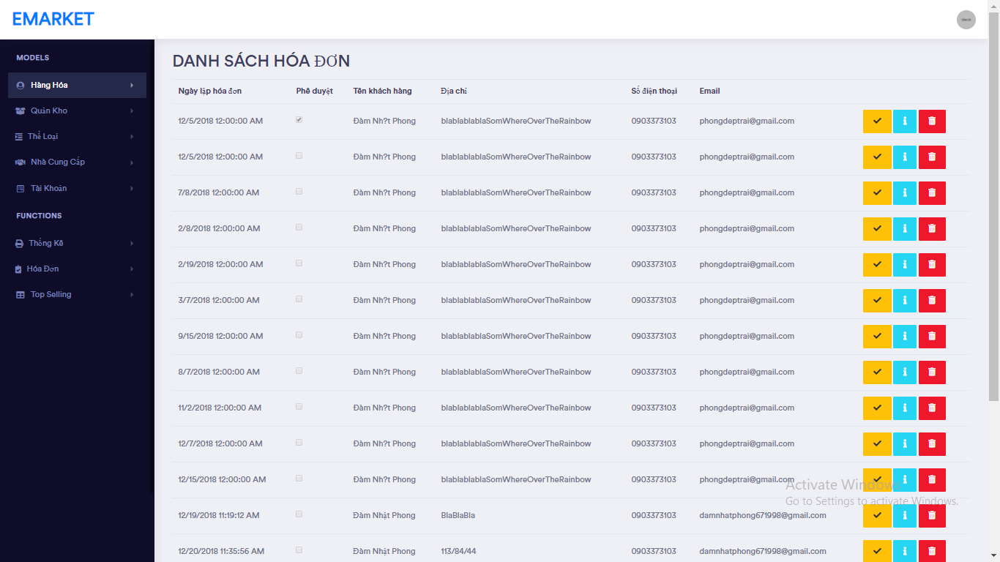 EMARKET
MODELS
Hàng Hóa
Quản Kho
Thể Loại
Nhà Cung Cấp
Tài Khoản
FUNCTIONS
Thống Kê
Hóa Đơn
Top Selling
DANH SÁCH HÓA ĐƠN
Ngày lập hóa đơn Phê duyệt Tên khách hàng Địa chỉ Số điện thoại Email
12/5/2018 12:00:00 AM Đàm Nh?t Phong blablablablaSomWhereOverTheRainbow 0903373103 phongdeptrai@gmail.com
12/5/2018 12:00:00 AM Đàm Nh?t Phong blablablablaSomWhereOverTheRainbow 0903373103 phongdeptrai@gmail.com
7/8/2018 12:00:00 AM Đàm Nh?t Phong blablablablaSomWhereOverTheRainbow 0903373103 phongdeptrai@gmail.com
2/8/2018 12:00:00 AM Đàm Nh?t Phong blablablablaSomWhereOverTheRainbow 0903373103 phongdeptrai@gmail.com
2/19/2018 12:00:00 AM Đàm Nh?t Phong blablablablaSomWhereOverTheRainbow 0903373103 phongdeptrai@gmail.com
3/7/2018 12:00:00 AM Đàm Nh?t Phong blablablablaSomWhereOverTheRainbow 0903373103 phongdeptrai@gmail.com
9/15/2018 12:00:00 AM Đàm Nh?t Phong blablablablaSomWhereOverTheRainbow 0903373103 phongdeptrai@gmail.com
8/7/2018 12:00:00 AM Đàm Nh?t Phong blablablablaSomWhereOverTheRainbow 0903373103 phongdeptrai@gmail.com
11/2/2018 12:00:00 AM Đàm Nh?t Phong blablablablaSomWhereOverTheRainbow 0903373103 phongdeptrai@gmail.com
12/7/2018 12:00:00 AM Đàm Nh?t Phong blablablablaSomWhereOverTheRainbow 0903373103 phongdeptrai@gmail.com
12/15/2018 12:00:00 AM Đàm Nh?t Phong blablablablaSomWhereOverTheRainbow 0903373103 phongdeptrai@gmail.com
12/19/2018 11:19:12 AM Đàm Nhật Phong BlaBlaBla 0903373103 damnhatphong671998@gmail.com
12/20/2018 11:35:56 AM Đàm Nhật Phong 113/84/44 0903373103 damnhatphong671998@gmail.com
Activate Windows
Go to Settings to activate Windows.